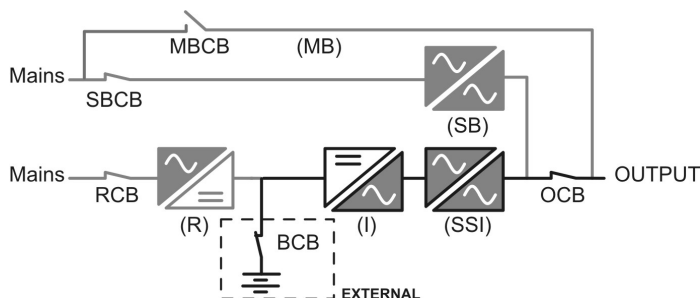 MBCB
(MB)
Mains
SBCB
(SB)
Mains
RCB
(R)
(I)
(SSI)
OCB
OUTPUT
BCB
EXTERNAL